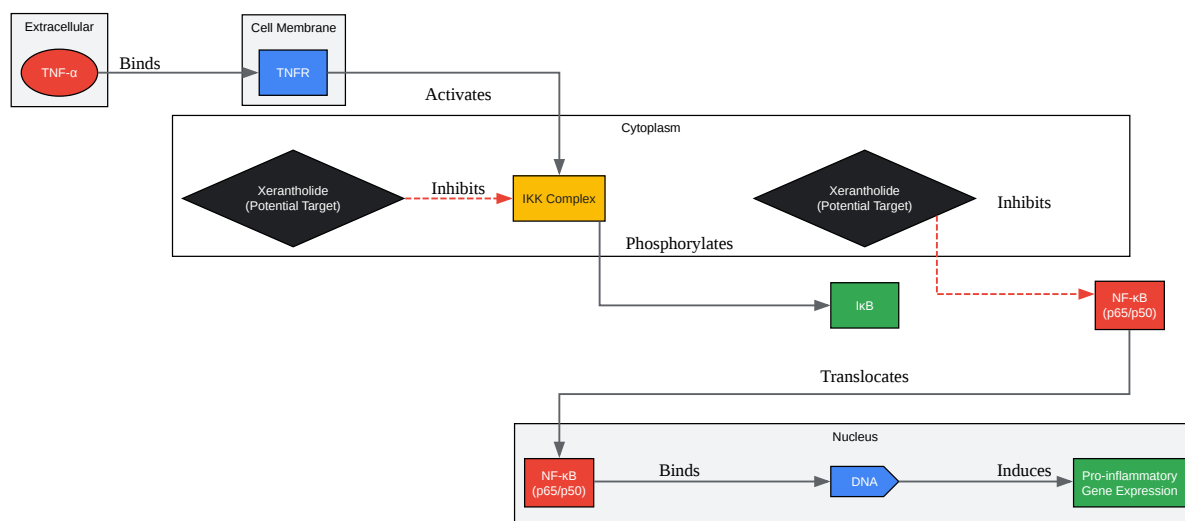 Extracellular
Cell Membrane
TNF-α
Binds
TNFR
Activates
Cytoplasm
Xerantholide
(Potential Target)
Inhibits
IKK Complex
Xerantholide
(Potential Target)
Inhibits
Phosphorylates
IκB
NF-κB
(p65/p50)
Translocates
Nucleus
NF-κB
(p65/p50)
Binds
DNA
Induces
Pro-inflammatory
Gene Expression